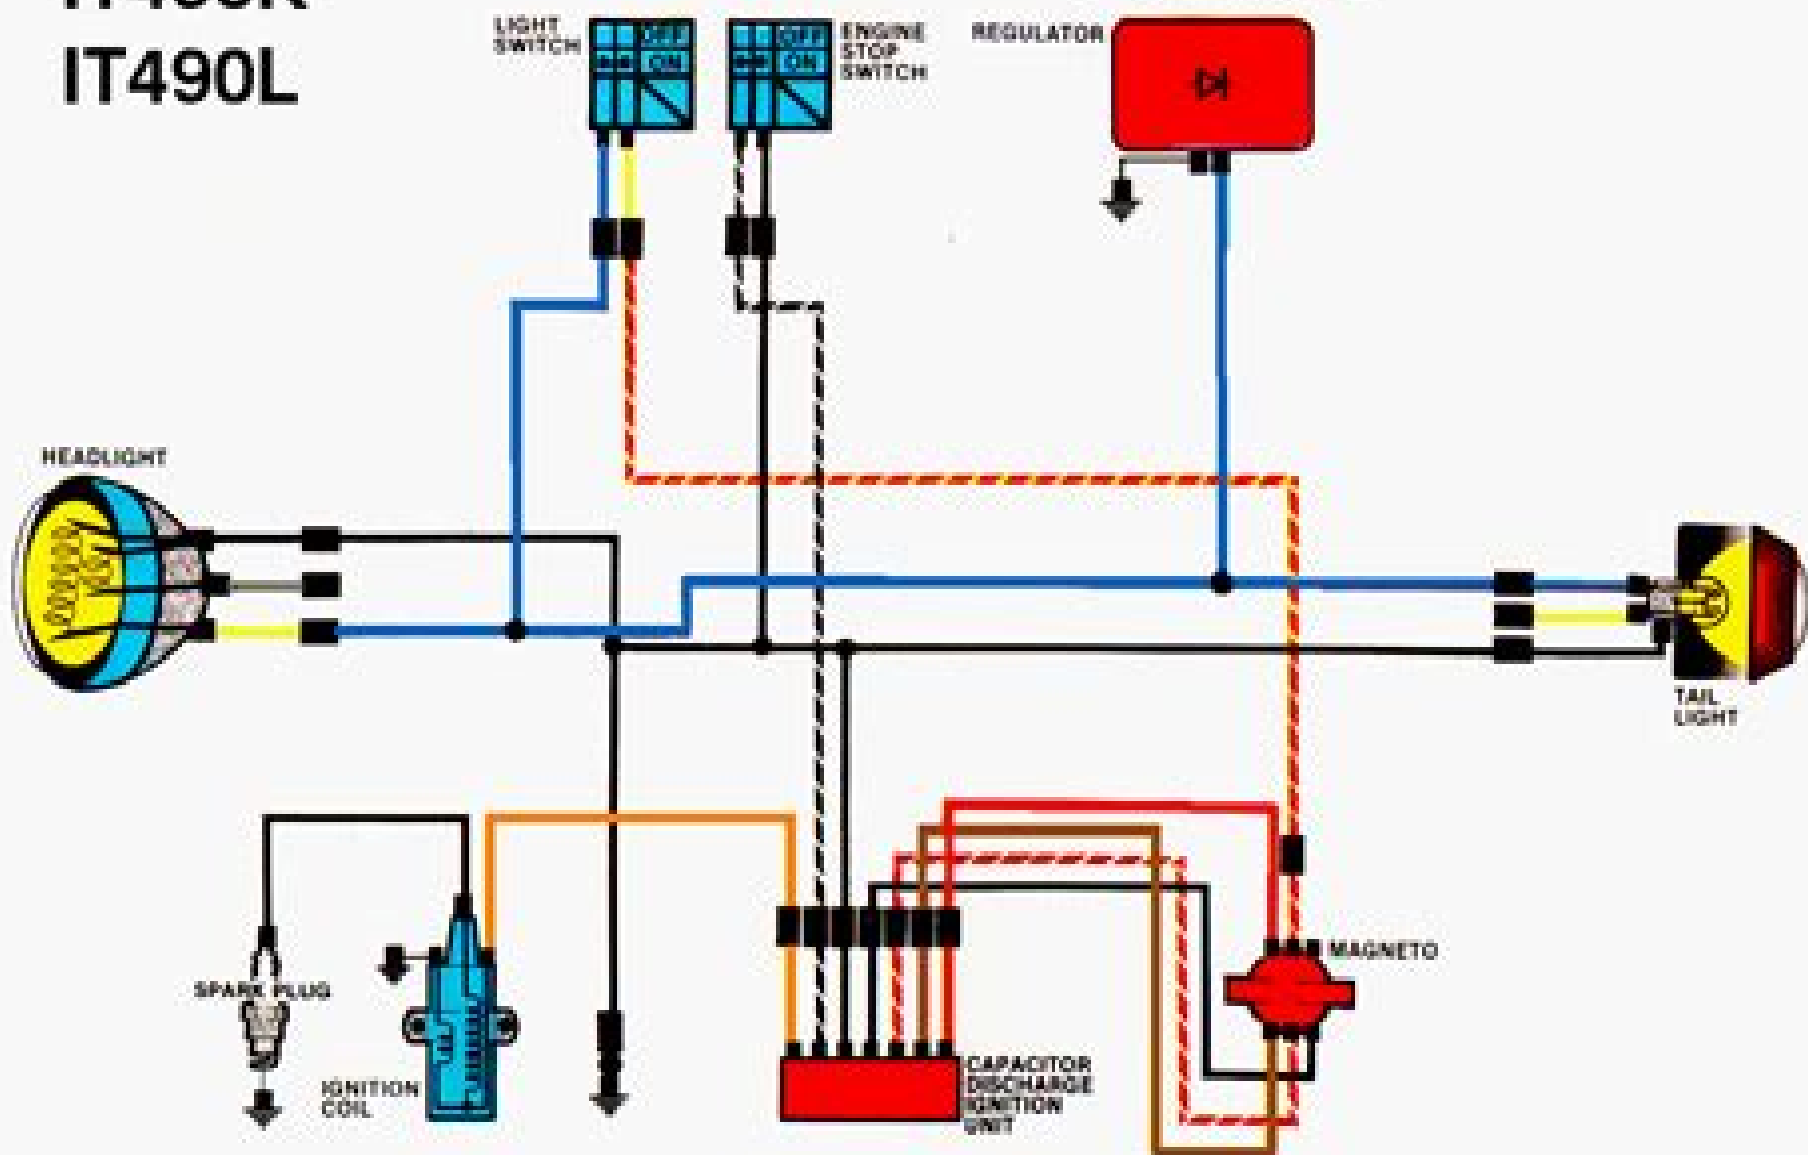 IT490L
LIGHT
SWITCH
OFF
ON
OFF
ON
ENGINE
STOP
SWITCH
REGULATOR
HEADLIGHT
TAIL
LIGHT
MAGNETO
SPARK PLUG
IGNITION
COIL
CAPACITOR
DISCHARGE
IGNITION
UNIT